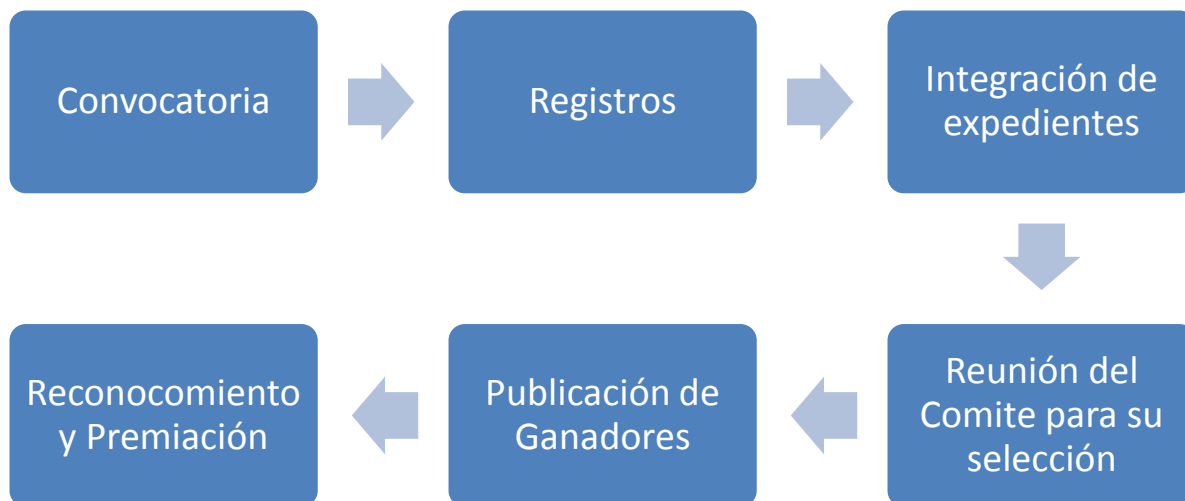 Convocatoria
Registros
Integración de
expedientes
Reunión del
Comite para su
selección
Publicación de
Ganadores
Reconocomiento
y Premiación